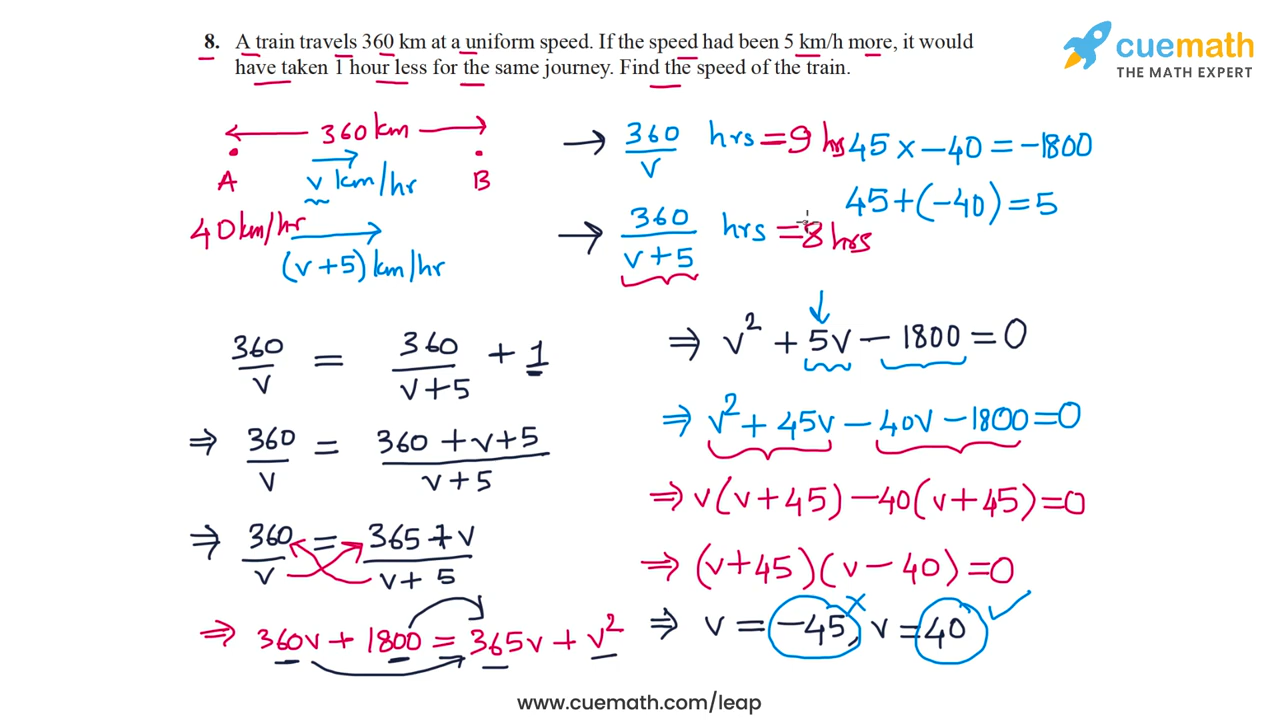 8. A train travels 360 km at a uniform speed. If the speed had been 5 km/h more, it would
have taken 1 hour less for the same journey. Find the speed of the train.
cuemath
THE MATH EXPERT
360 km
A
B
v km/hr
40 km/hr
(v+5) km/hr
→ 360/v hrs = 9 hrs
→ 360/(v+5) hrs = 8 hrs
45 x -40 = -1800
45 + (-40) = 5
360/v = 360/(v+5) + 1
⇒ 360/v = (360+v+5)/(v+5)
⇒ 360/v = (365+v)/(v+5)
⇒ 360v + 1800 = 365v + v²
⇒ v² + 5v - 1800 = 0
⇒ v² + 45v - 40v - 1800 = 0
⇒ v(v+45) - 40(v+45) = 0
⇒ (v+45)(v-40) = 0
⇒ v = -45 x, v = 40 ✓
www.cuemath.com/leap